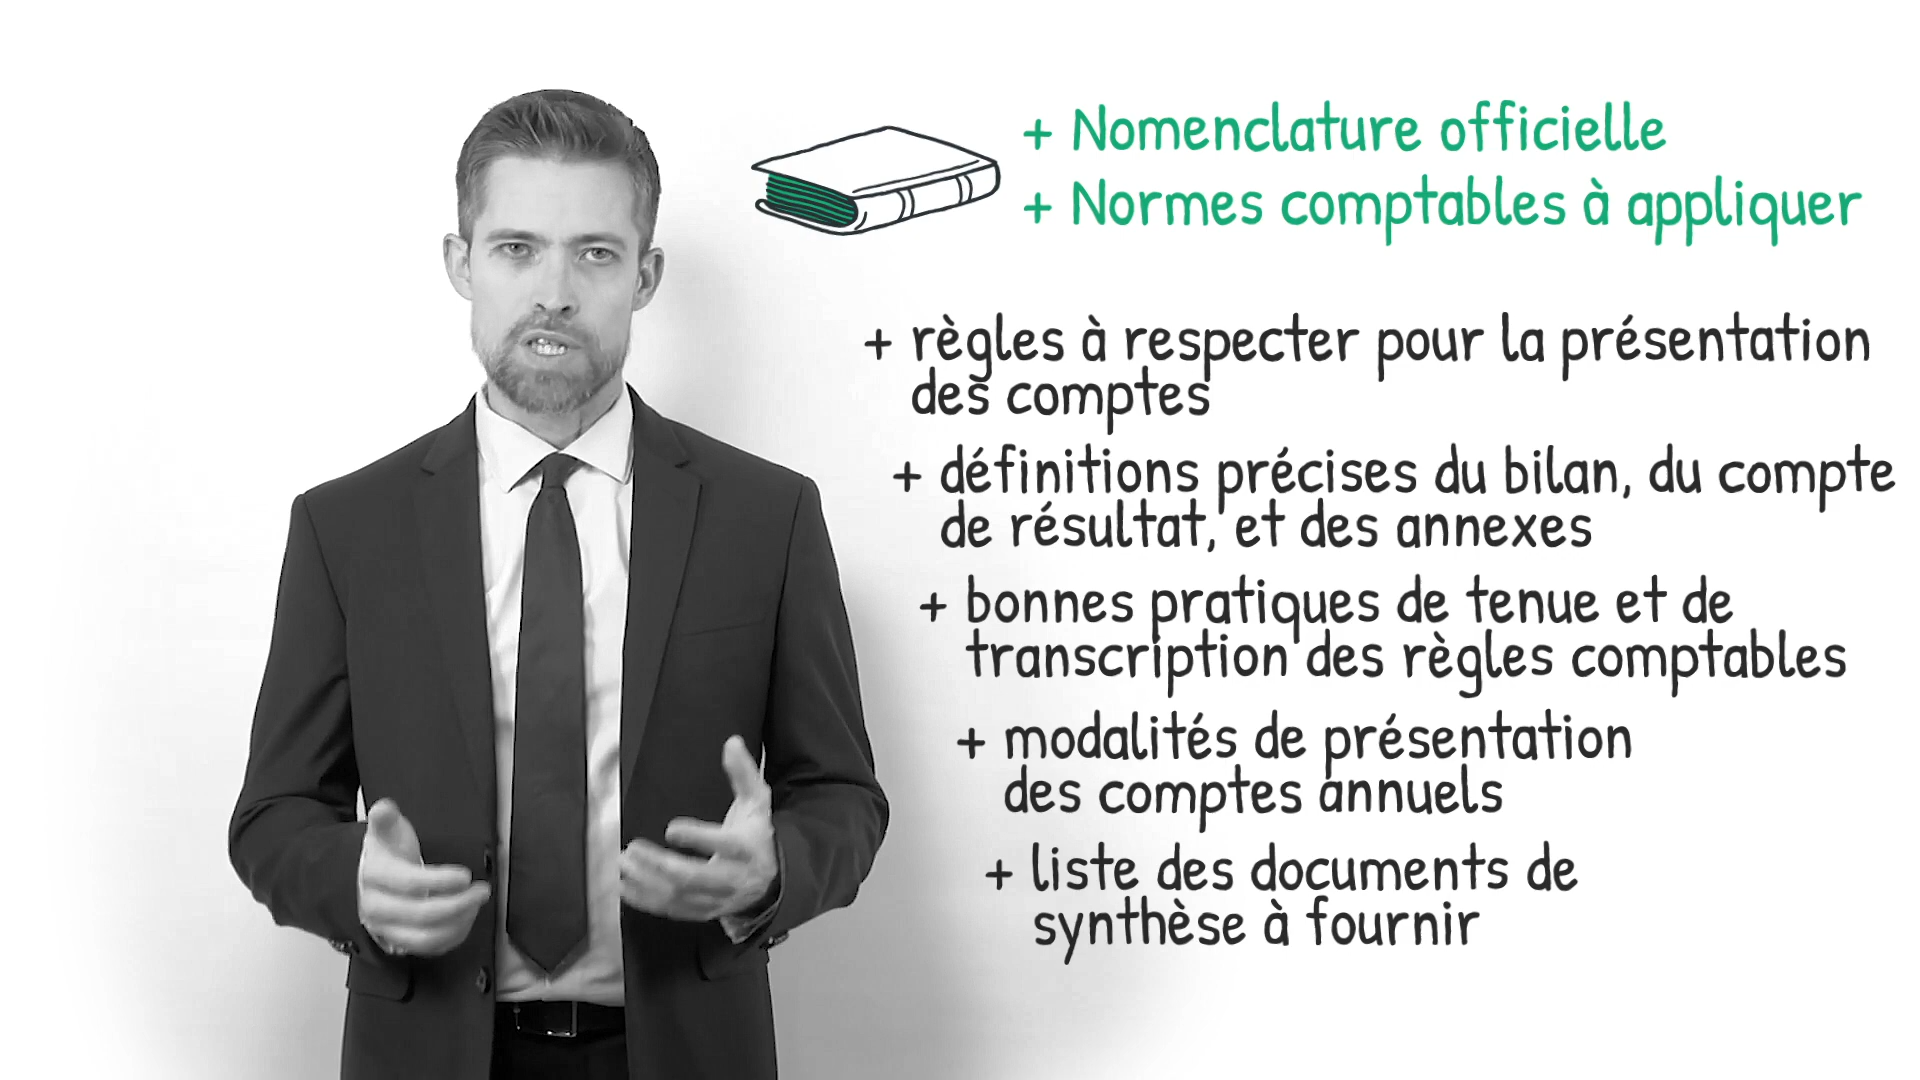 + Nomenclature officielle
+ Normes comptables à appliquer
+ règles à respecter pour la présentation
des comptes
+ définitions précises du bilan, du compte
de résultat, et des annexes
+ bonnes pratiques de tenue et de
transcription des règles comptables
+ modalités de présentation
des comptes annuels
+ liste des documents de
synthèse à fournir